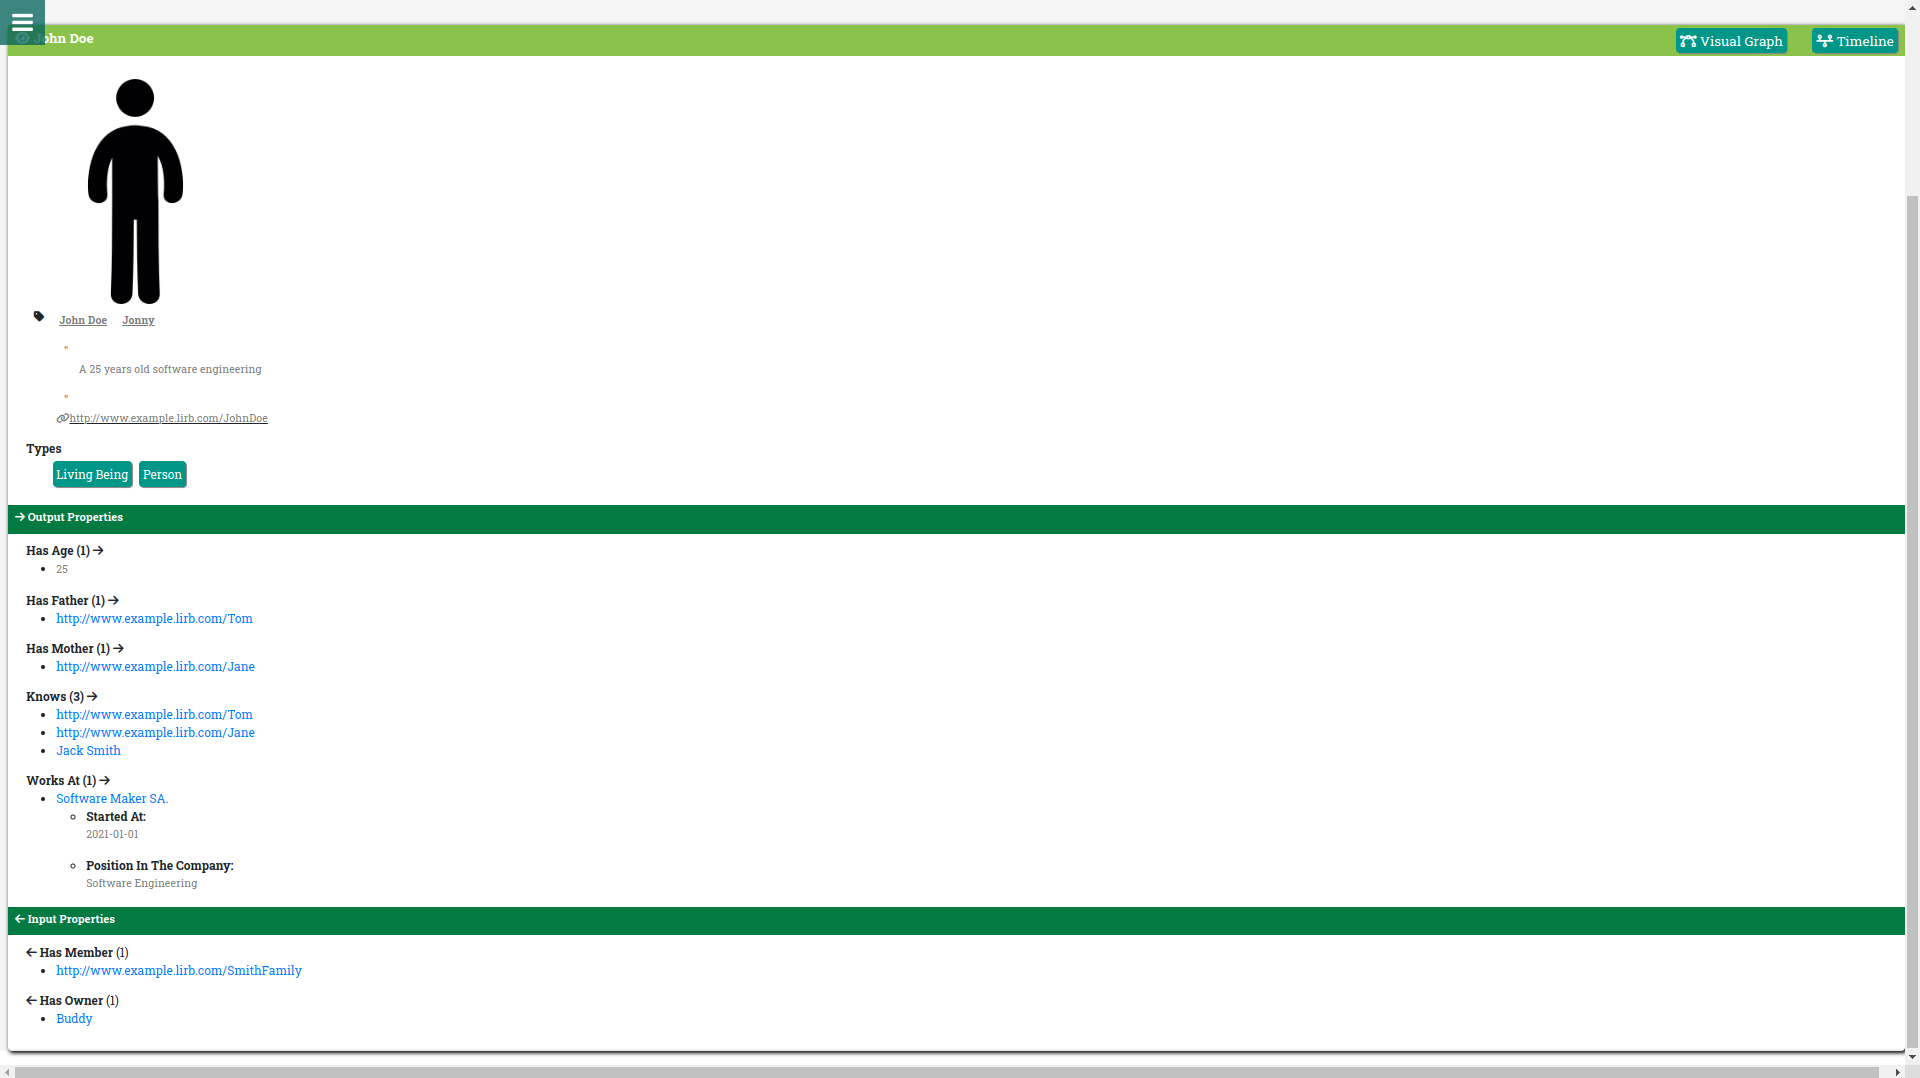 John Doe
Visual Graph
Timeline
John Doe Jonny
"
A 25 years old software engineering
"
http://www.example.lirb.com/JohnDoe
Types
Living Being Person
Output Properties
Has Age (1)
25
Has Father (1)
http://www.example.lirb.com/Tom
Has Mother (1)
http://www.example.lirb.com/Jane
Knows (3)
http://www.example.lirb.com/Tom
http://www.example.lirb.com/Jane
Jack Smith
Works At (1)
Software Maker SA.
Started At:
2021-01-01
Position In The Company:
Software Engineering
Input Properties
Has Member (1)
http://www.example.lirb.com/SmithFamily
Has Owner (1)
Buddy